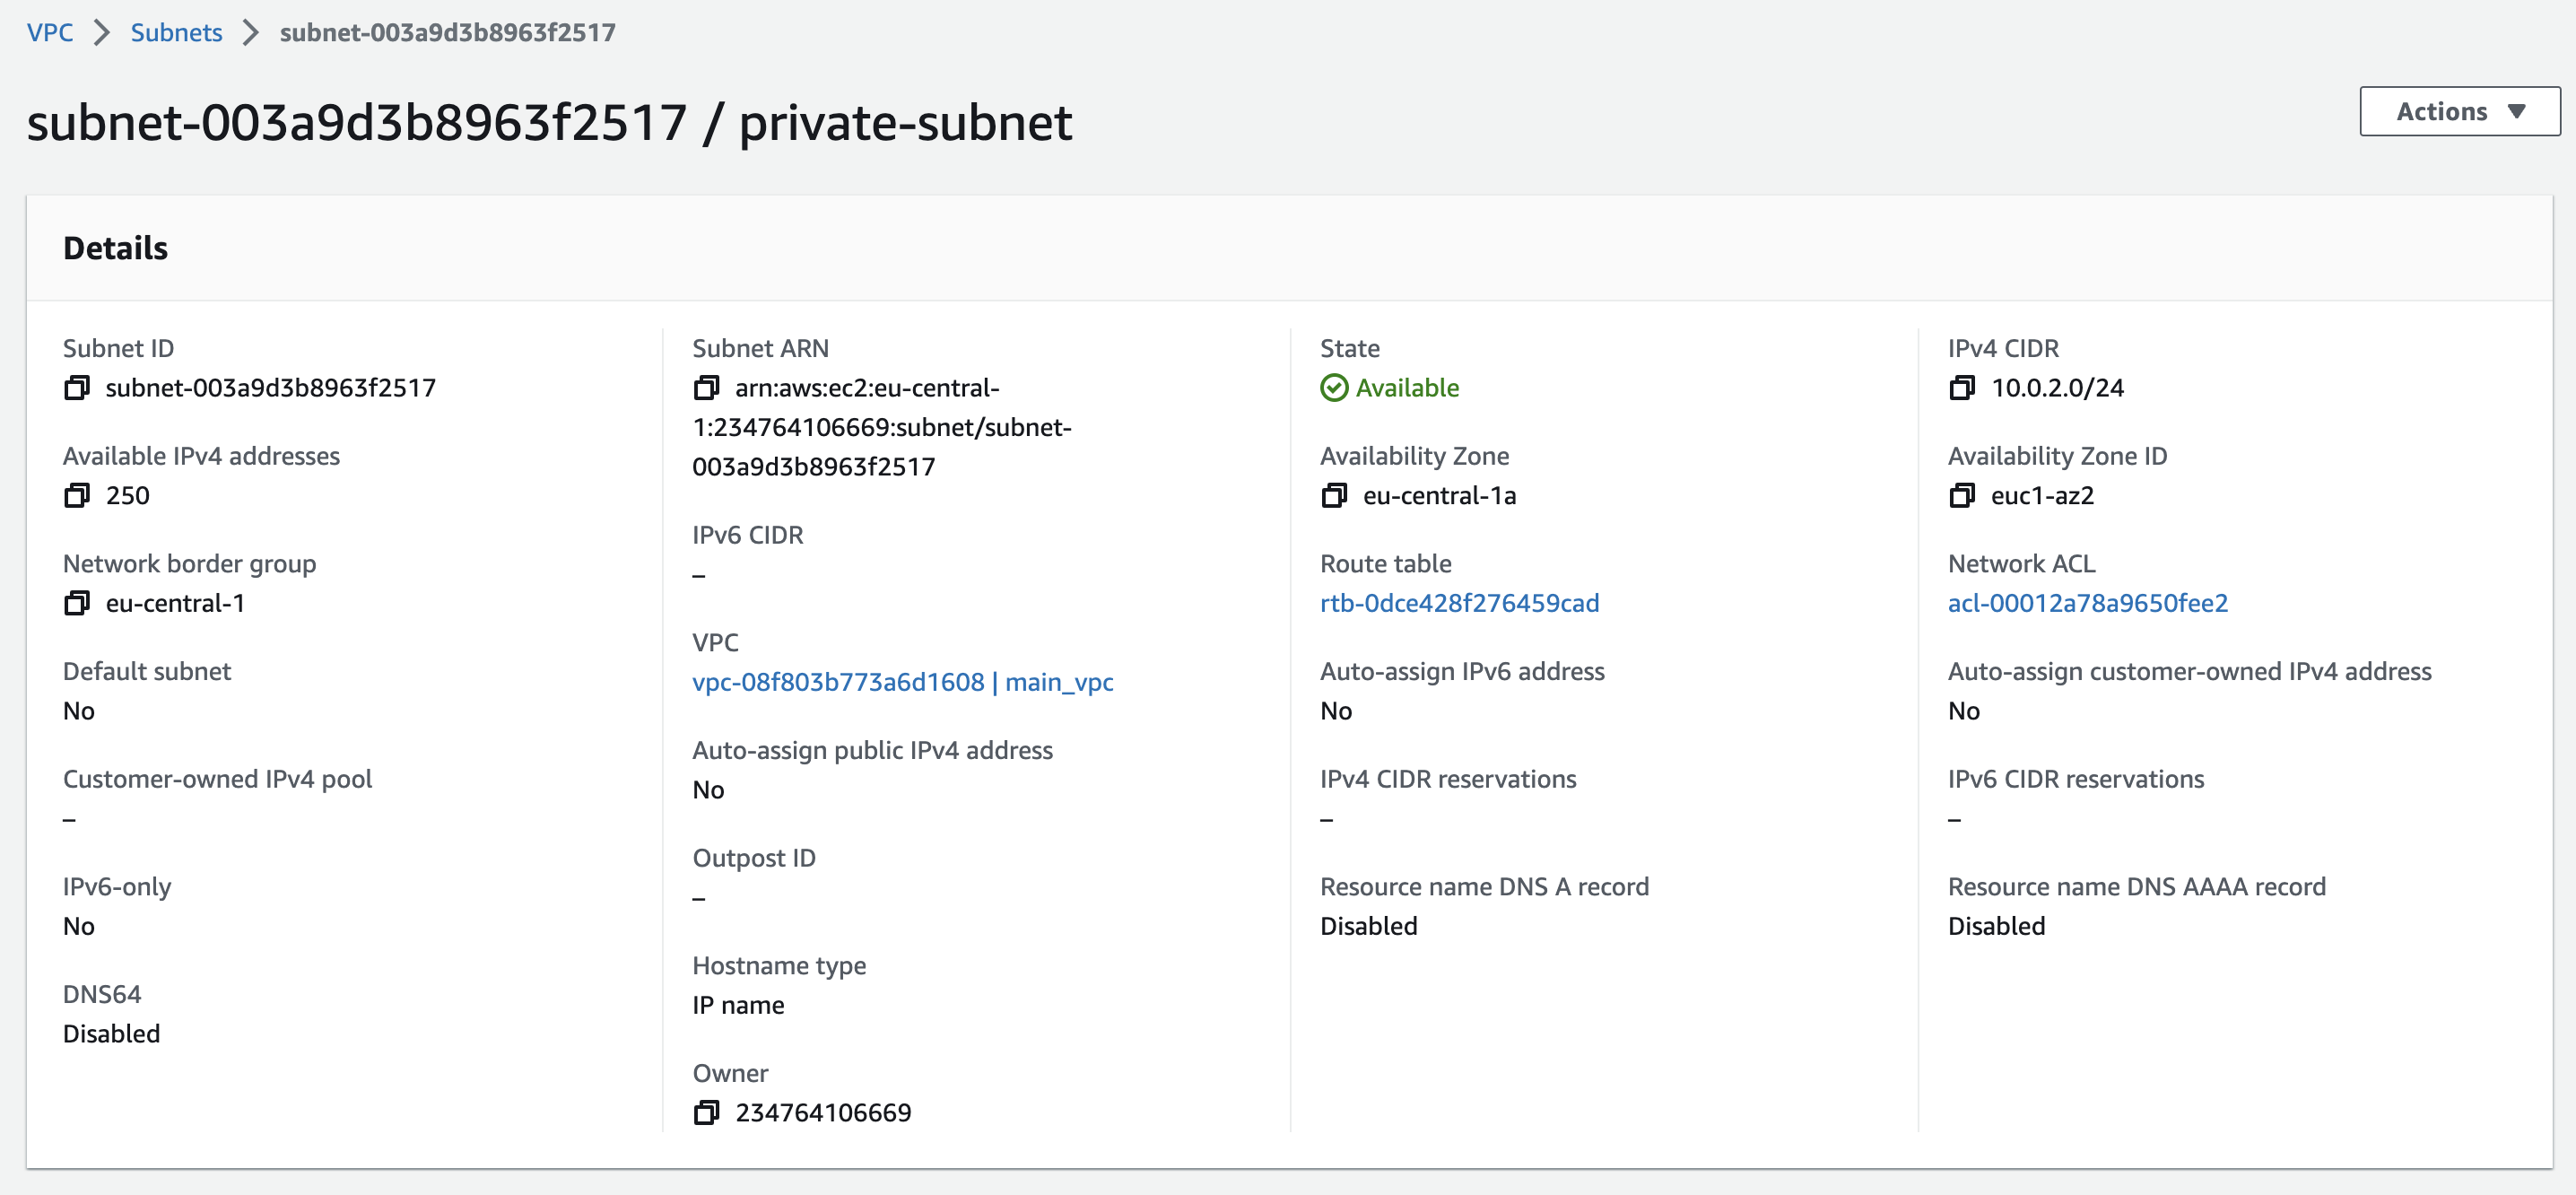 VPC > Subnets > subnet-003a9d3b8963f2517
subnet-003a9d3b8963f2517 / private-subnet
Actions
Details
Subnet ID
subnet-003a9d3b8963f2517
Available IPv4 addresses
250
Network border group
eu-central-1
Default subnet
No
Customer-owned IPv4 pool
–
IPv6-only
No
DNS64
Disabled
Subnet ARN
arn:aws:ec2:eu-central-
1:234764106669:subnet/subnet-
003a9d3b8963f2517
IPv6 CIDR
–
VPC
vpc-08f803b773a6d1608 | main_vpc
Auto-assign public IPv4 address
No
Outpost ID
–
Hostname type
IP name
Owner
234764106669
State
Available
Availability Zone
eu-central-1a
Route table
rtb-0dce428f276459cad
Auto-assign IPv6 address
No
IPv4 CIDR reservations
–
Resource name DNS A record
Disabled
IPv4 CIDR
10.0.2.0/24
Availability Zone ID
euc1-az2
Network ACL
acl-00012a78a9650fee2
Auto-assign customer-owned IPv4 address
No
IPv6 CIDR reservations
–
Resource name DNS AAAA record
Disabled